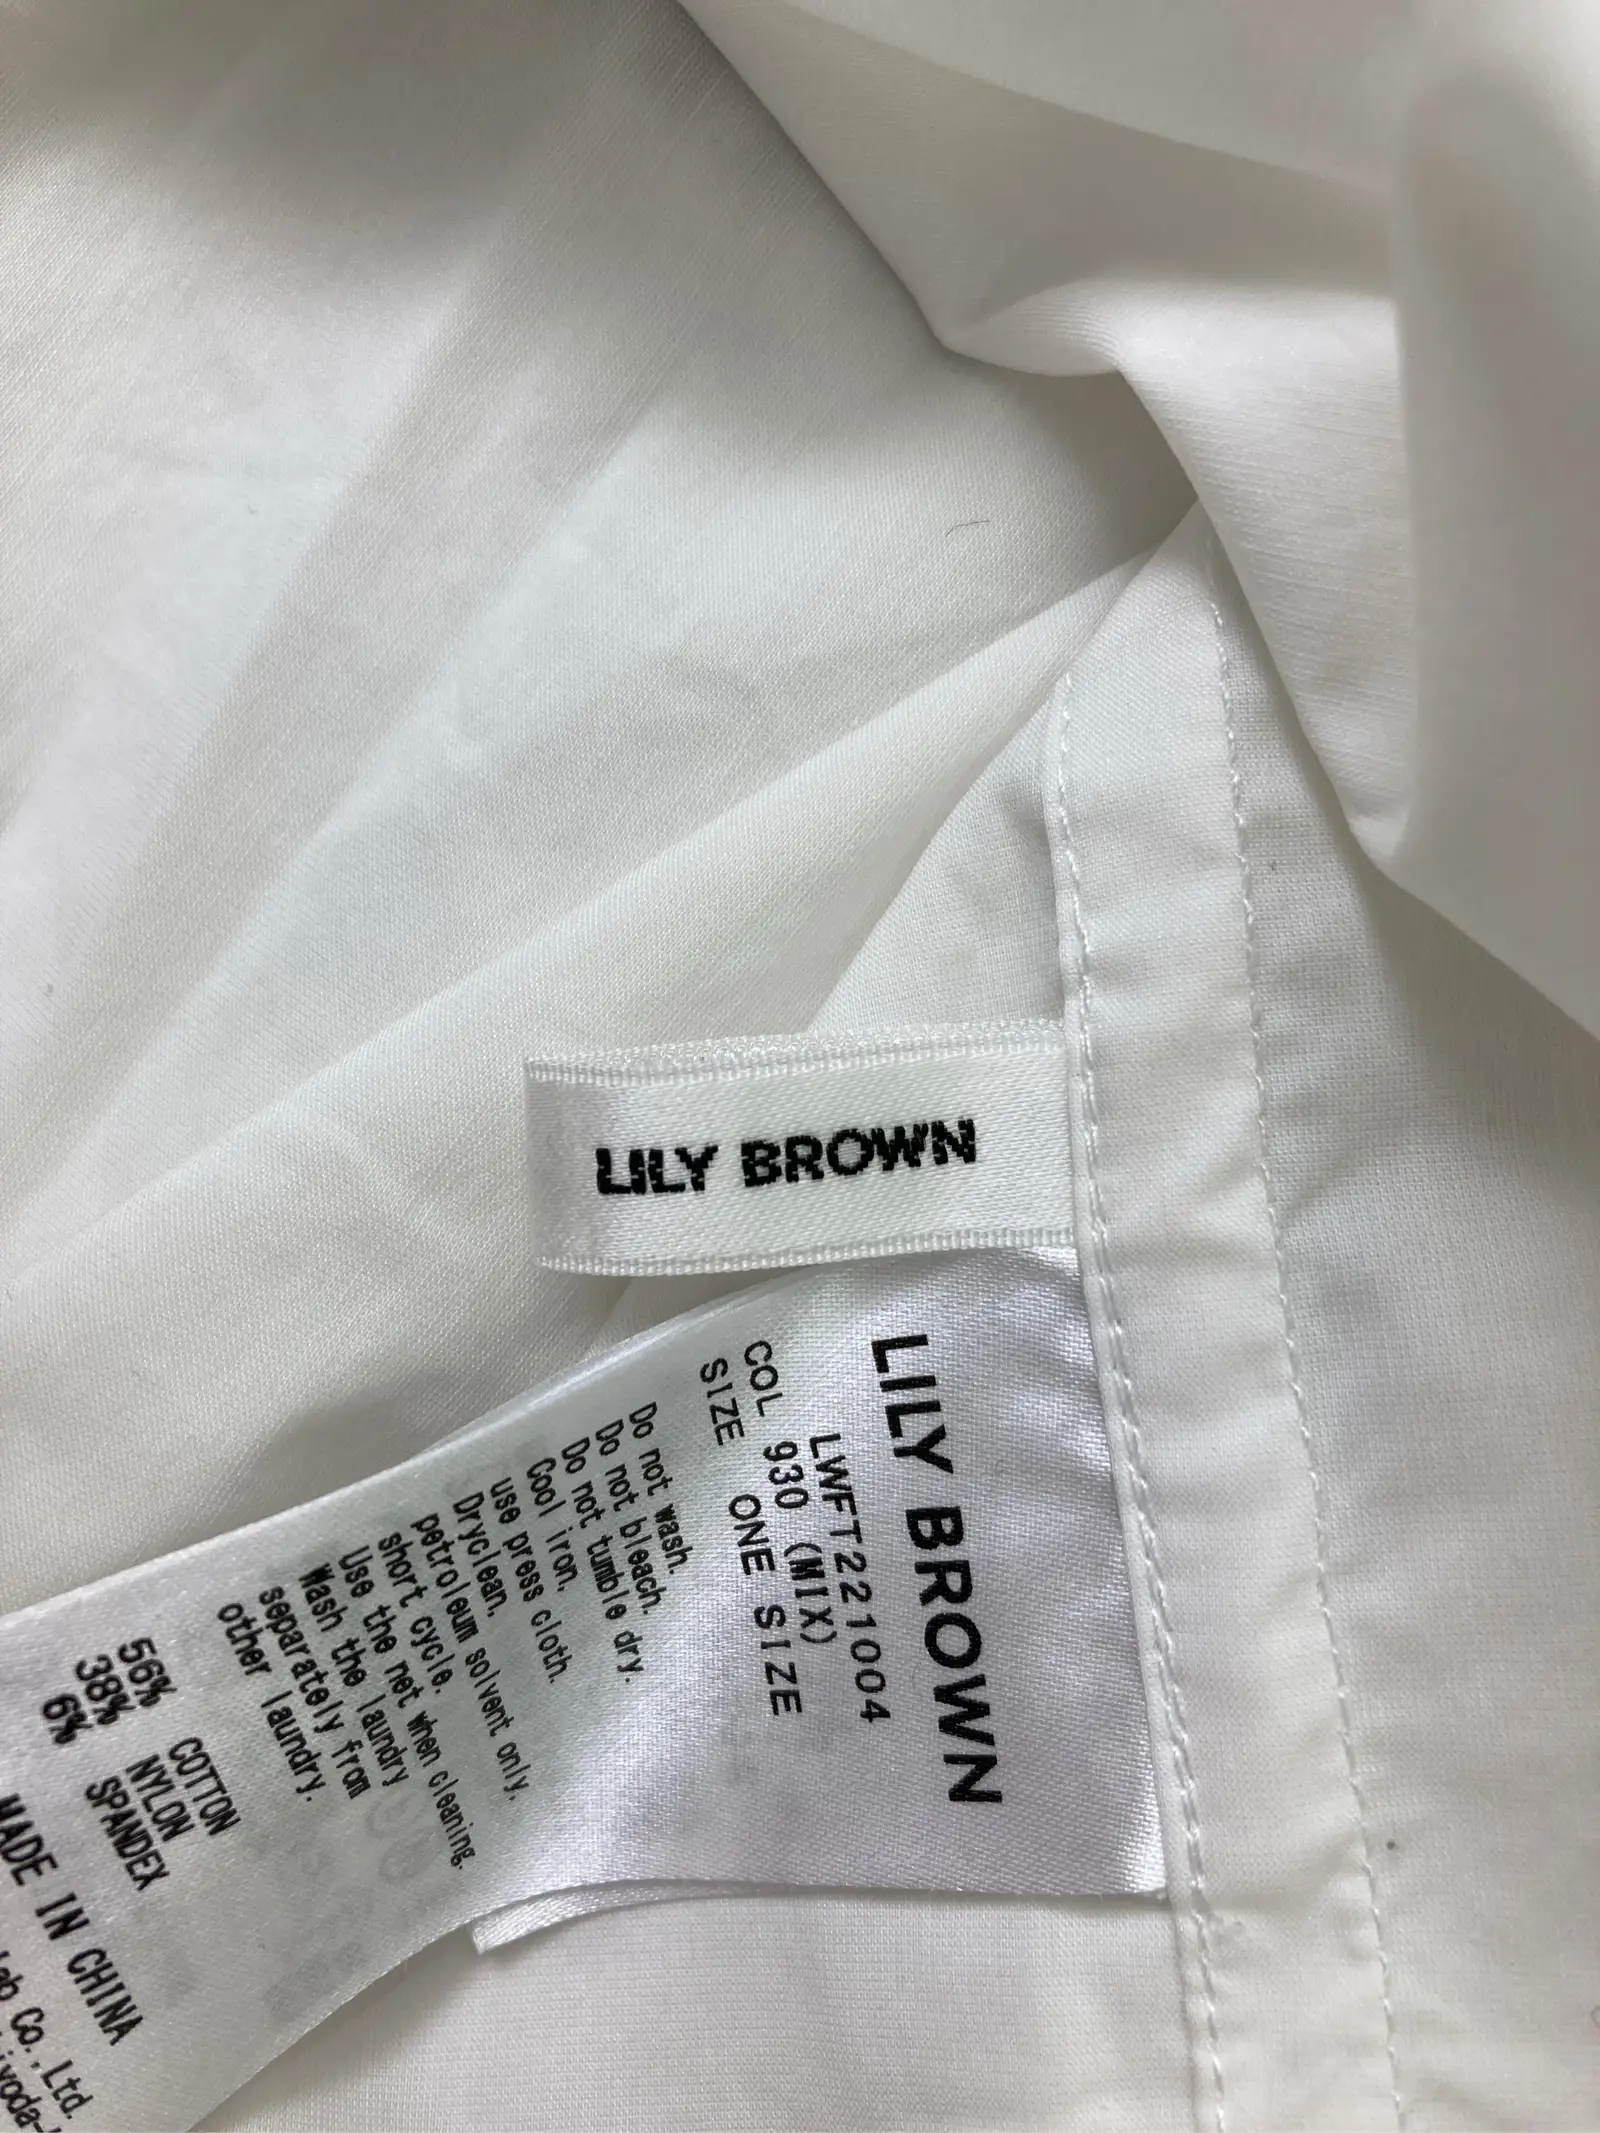 LILY BROWN
LILY BROWN
LWFT221004
COL 930 (MIX)
SIZE ONE SIZE
Do not wash.
Do not bleach.
Do not tumble dry.
Cool iron,
use press cloth.
Dryclean,
petroleum solvent only.
short cycle.
Use the net when cleaning.
Wash the laundry
separately from
other laundry.
56% COTTON
38% NYLON
6% SPANDEX
MADE IN CHINA
Co.,Ltd.